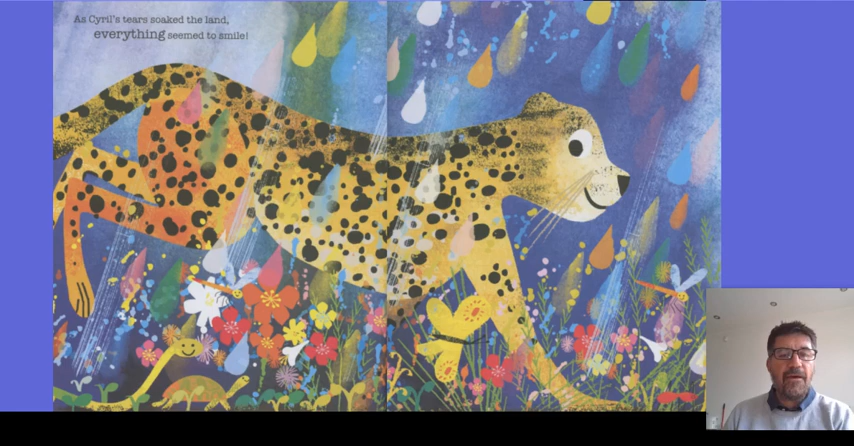 As Cyril's tears soaked the land,
everything seemed to smile!